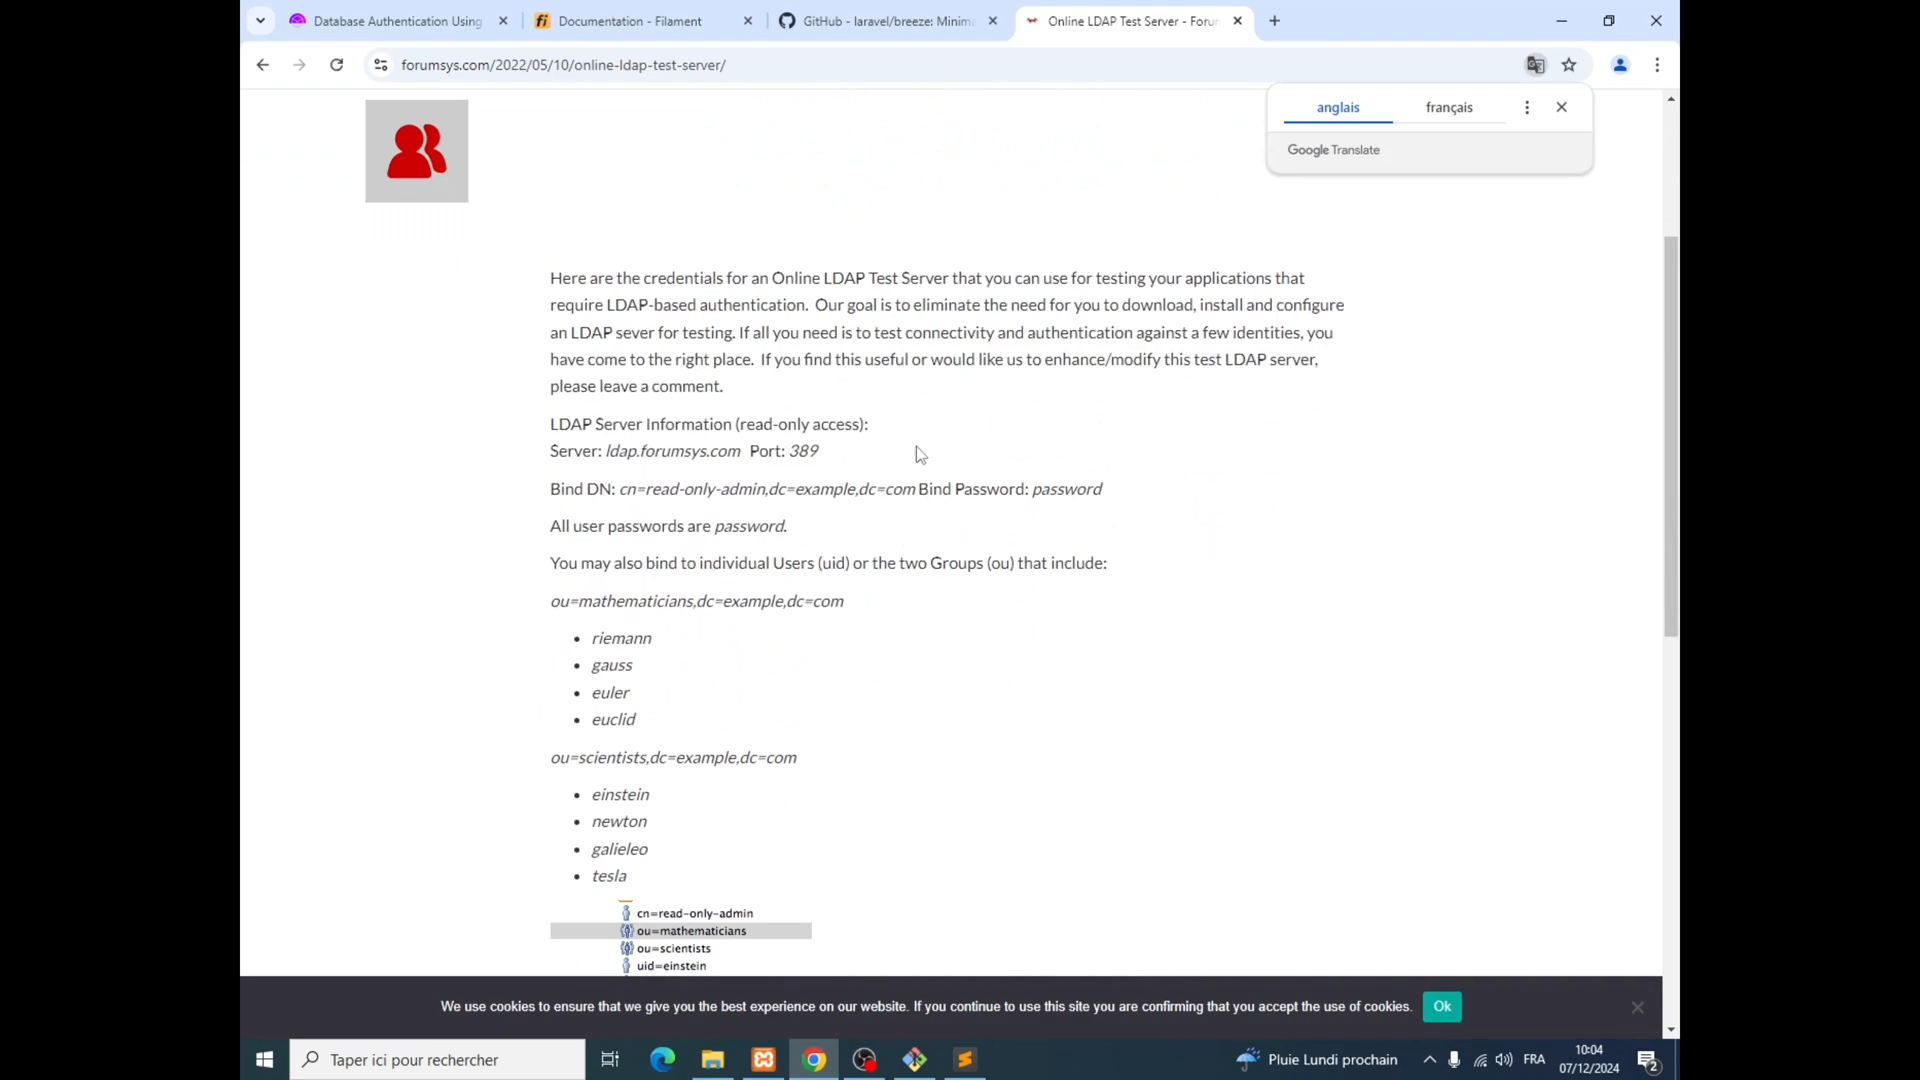 Database Authentication Using
Documentation - Filament
GitHub - laravel/breeze: Minim
Online LDAP Test Server - Foru
forumsys.com/2022/05/10/online-ldap-test-server/
anglais
français
Google Translate
Here are the credentials for an Online LDAP Test Server that you can use for testing your applications that
require LDAP-based authentication.  Our goal is to eliminate the need for you to download, install and configure
an LDAP sever for testing. If all you need is to test connectivity and authentication against a few identities, you
have come to the right place.  If you find this useful or would like us to enhance/modify this test LDAP server,
please leave a comment.
LDAP Server Information (read-only access):
Server: ldap.forumsys.com  Port: 389
Bind DN: cn=read-only-admin,dc=example,dc=com Bind Password: password
All user passwords are password.
You may also bind to individual Users (uid) or the two Groups (ou) that include:
ou=mathematicians,dc=example,dc=com
riemann
gauss
euler
euclid
ou=scientists,dc=example,dc=com
einstein
newton
galieleo
tesla
cn=read-only-admin
ou=mathematicians
ou=scientists
uid=einstein
We use cookies to ensure that we give you the best experience on our website. If you continue to use this site you are confirming that you accept the use of cookies.
Ok
Taper ici pour rechercher
Pluie Lundi prochain
FRA
10:04
07/12/2024
2